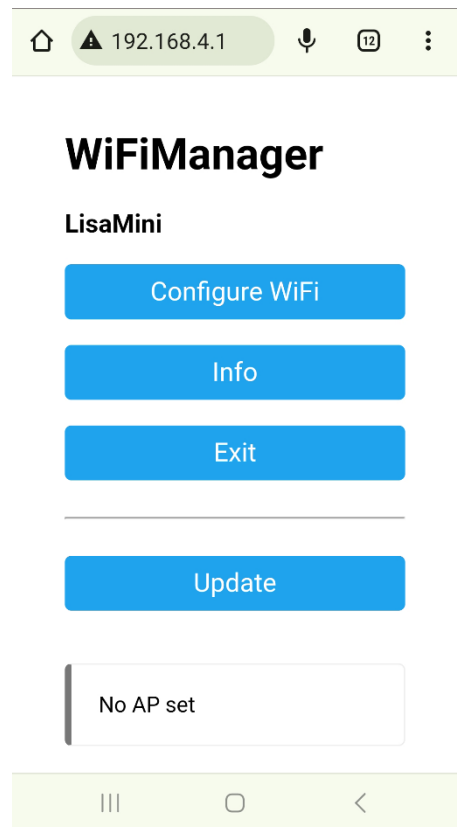 192.168.4.1
12
WiFiManager
LisaMini
Configure WiFi
Info
Exit
Update
No AP set